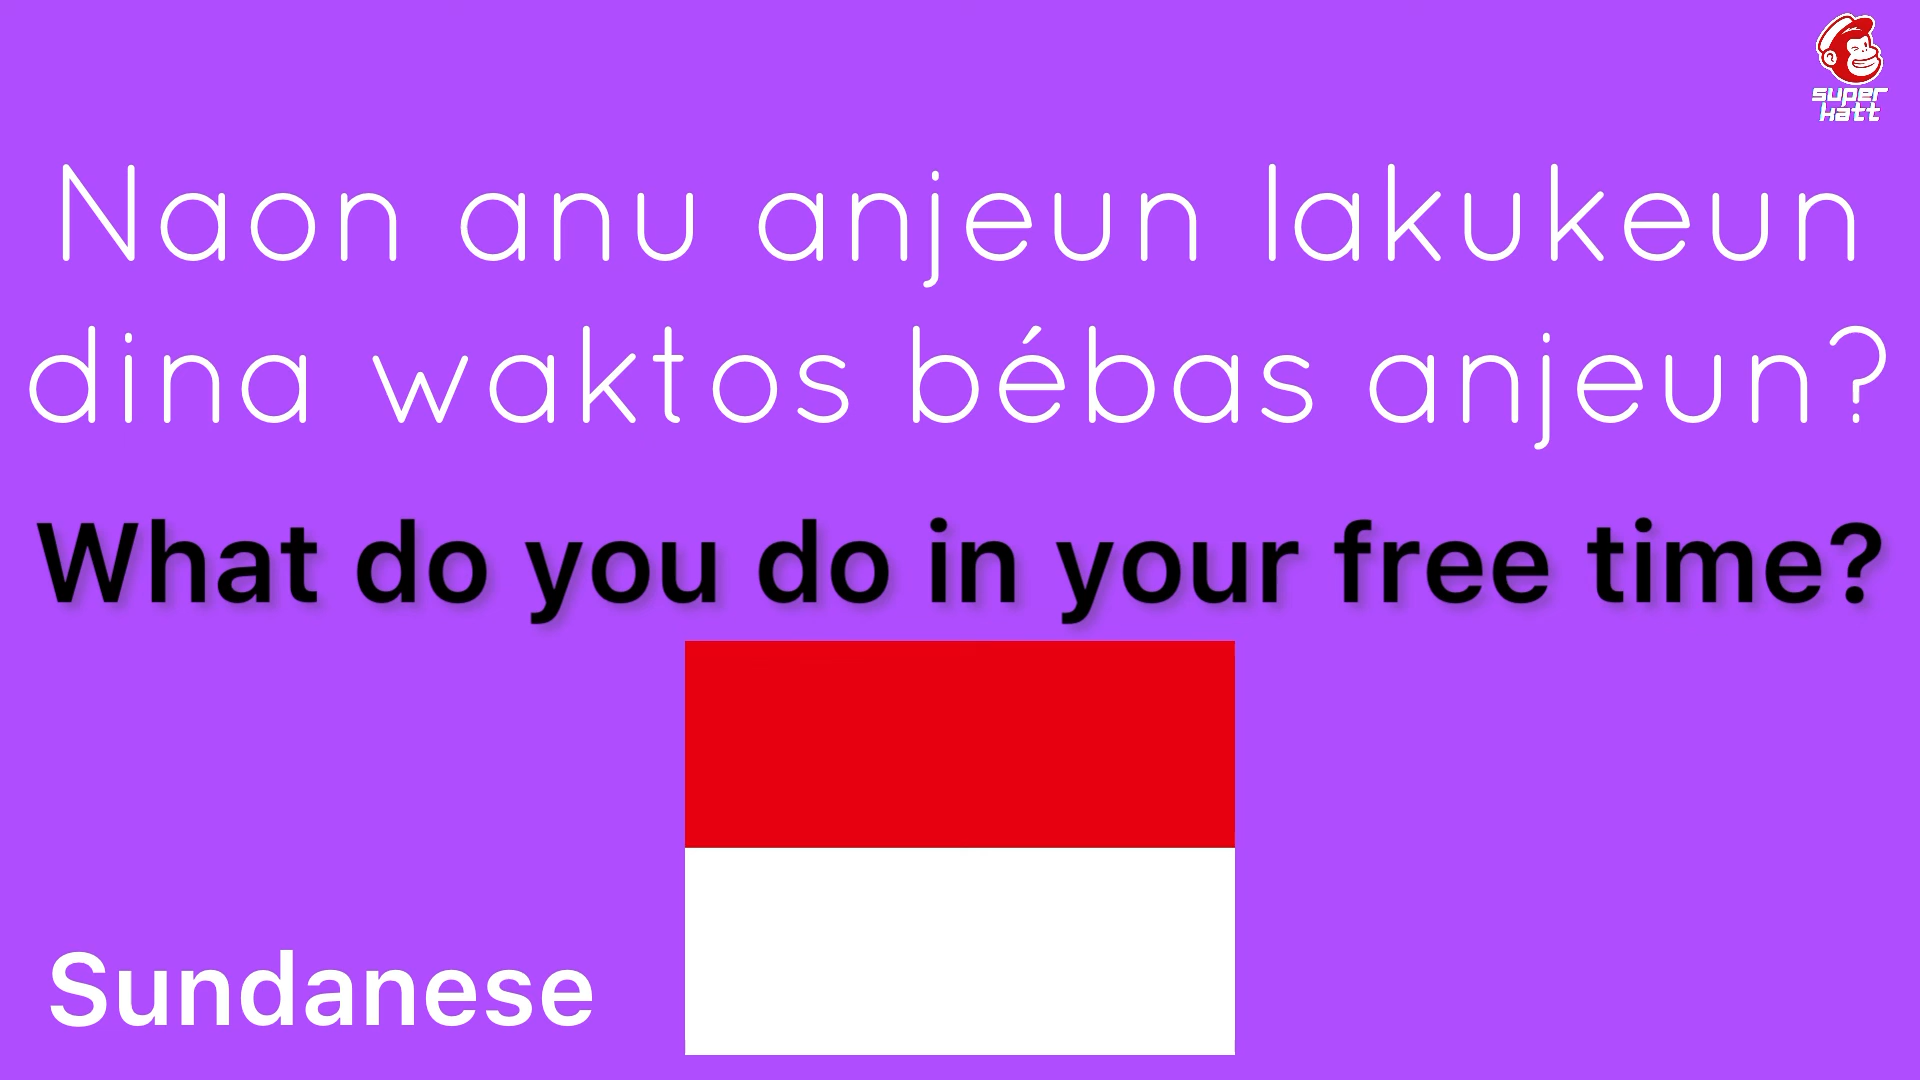 super
katt
Naon anu anjeun lakukeun
dina waktos bébas anjeun?
What do you do in your free time?
Sundanese